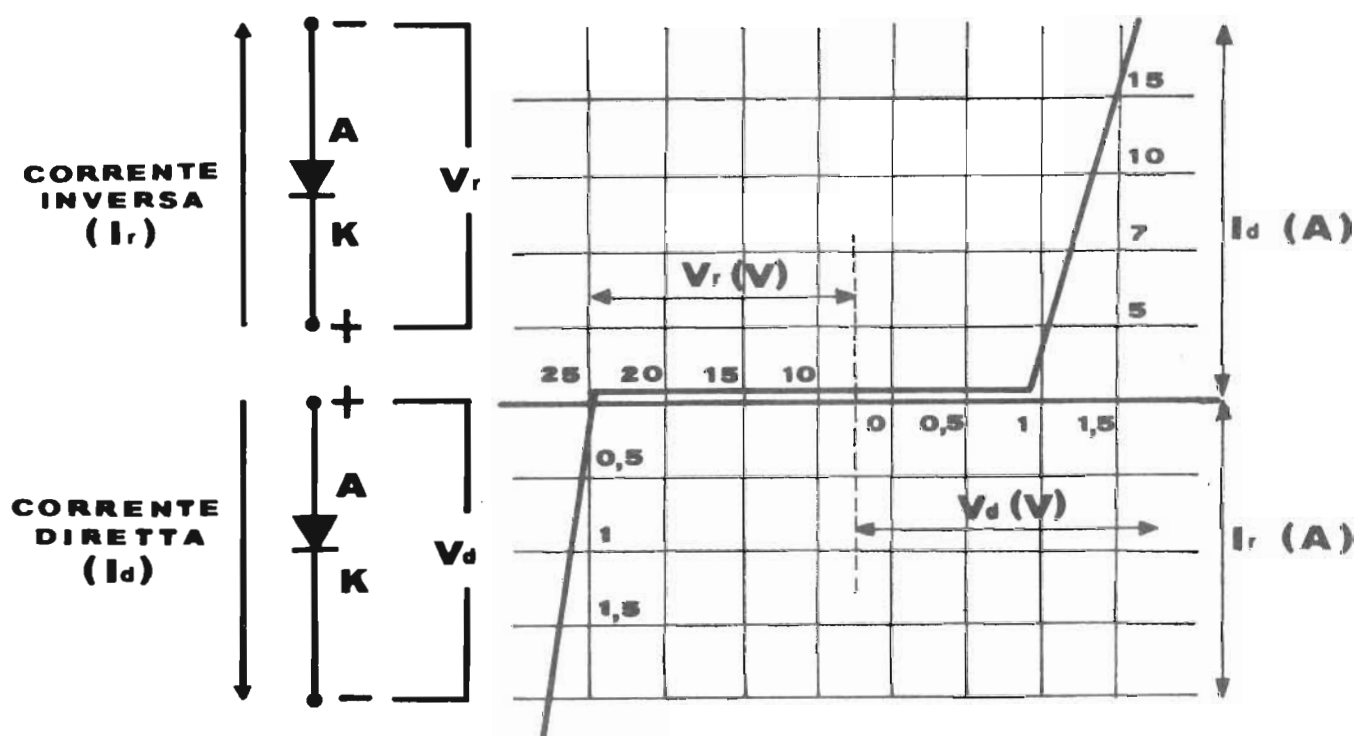 CORRENTE
INVERSA
(Ir)
−
A
K
+
Vr
CORRENTE
DIRETTA
(Id)
+
A
K
−
Vd
15
10
7
5
Id (A)
Vr (V)
25 20 15 10
0 0,5 1 1,5
0,5
1
1,5
Vd (V)
Ir (A)